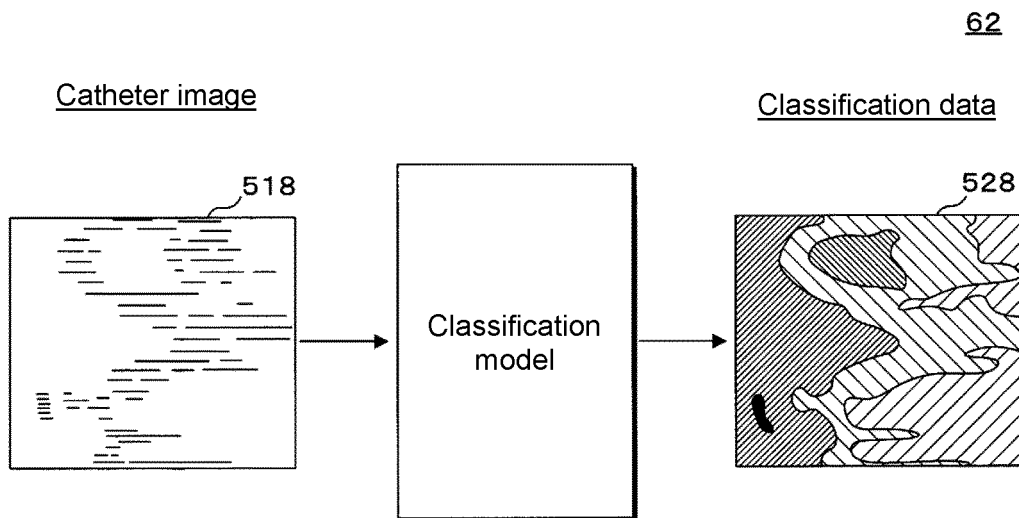 62
Catheter image
Classification data
518
528
Classification
model